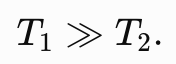 T₁ ≫ T₂.